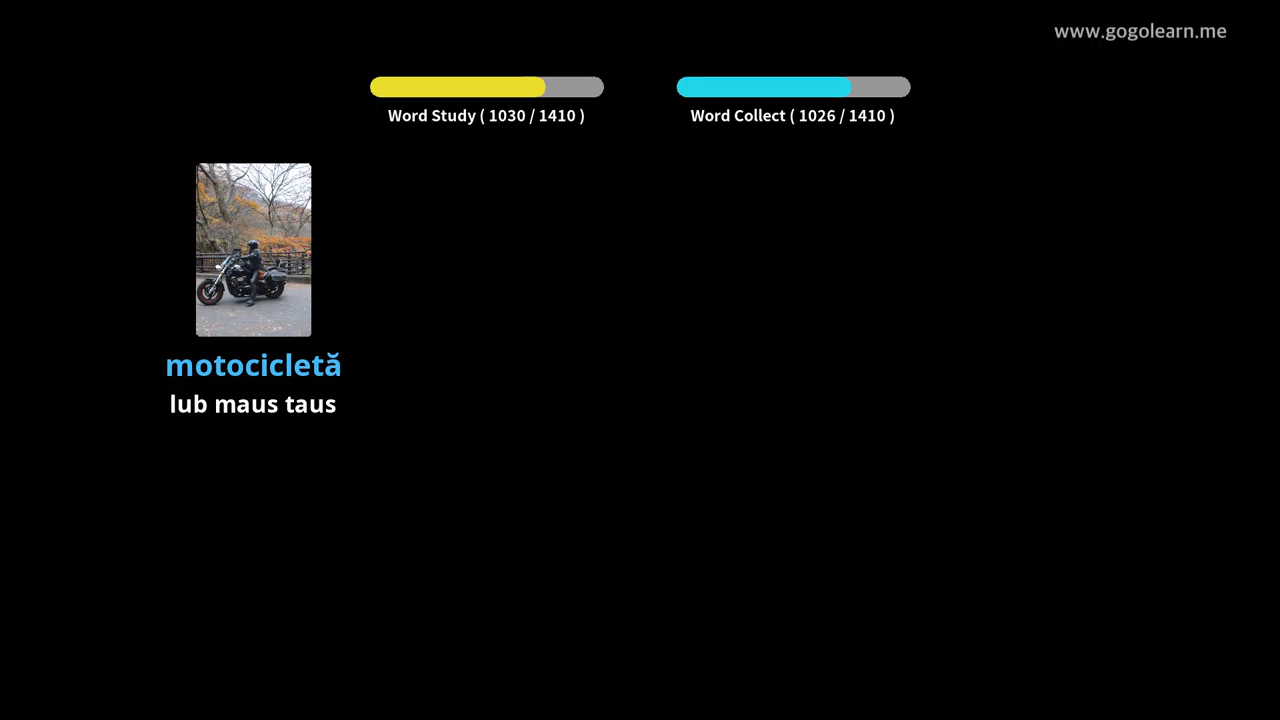 www.gogolearn.me
Word Study ( 1030 / 1410 )
Word Collect ( 1026 / 1410 )
motocicletă
lub maus taus